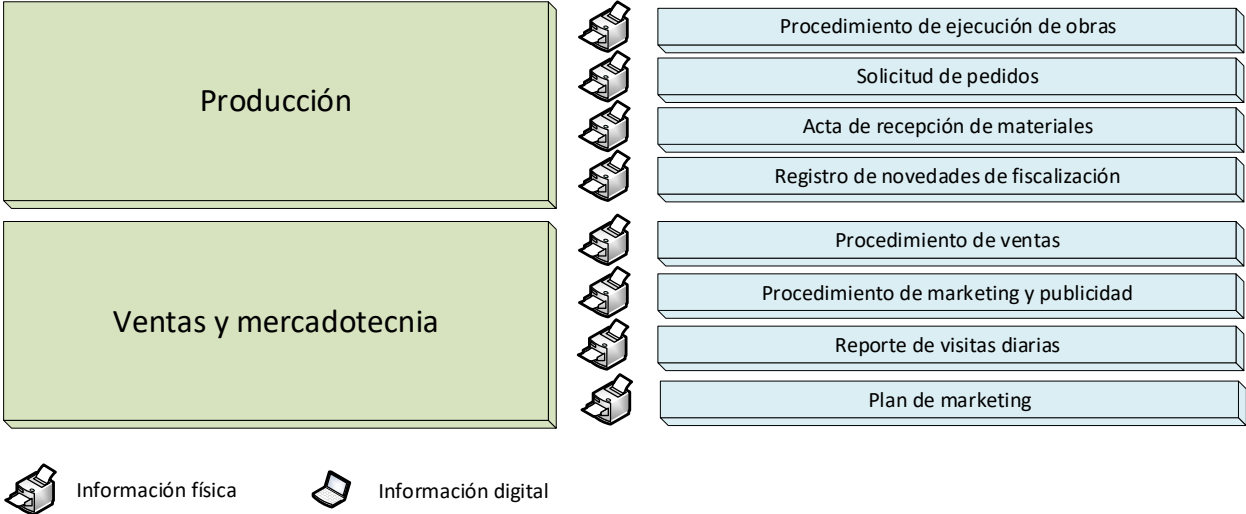 Producción
Procedimiento de ejecución de obras
Solicitud de pedidos
Acta de recepción de materiales
Registro de novedades de fiscalización
Ventas y mercadotecnia
Procedimiento de ventas
Procedimiento de marketing y publicidad
Reporte de visitas diarias
Plan de marketing
Información física
Información digital